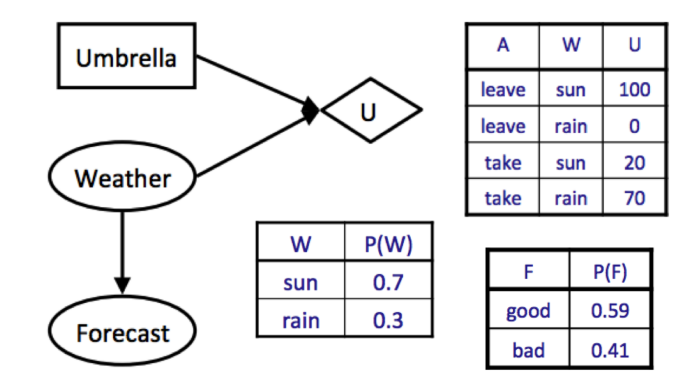 Umbrella
Weather
Forecast
U
A W U
leave sun 100
leave rain 0
take sun 20
take rain 70
W P(W)
sun 0.7
rain 0.3
F P(F)
good 0.59
bad 0.41